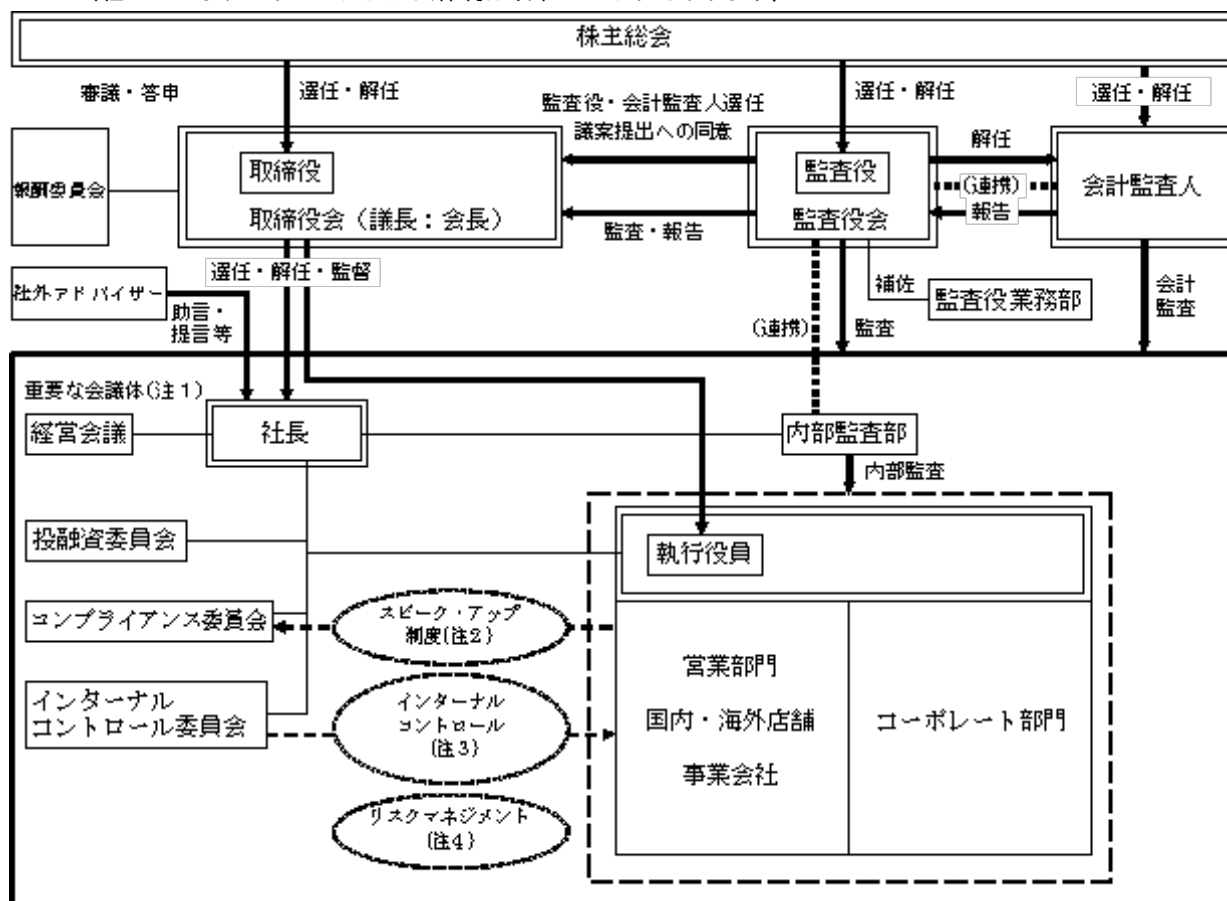 株主総会
審議・答申
選任・解任
監査役・会計監査人選任
議案提出への同意
選任・解任
選任・解任
報酬委員会
取締役
取締役会(議長:会長)
監査・報告
監査役
監査役会
解任
(連携)
報告
会計監査人
選任・解任・監督
社外アドバイザー
助言・
提言等
(連携)
監査
補佐
監査役業務部
会計
監査
重要な会議体(注1)
経営会議
社長
内部監査部
内部監査
投融資委員会
執行役員
コンプライアンス委員会
スピーク・アップ
制度(注2)
インターナル
コントロール委員会
インターナル
コントロール
(注3)
リスクマネジメント
(注4)
営業部門
国内・海外店舗
事業会社
コーポレート部門